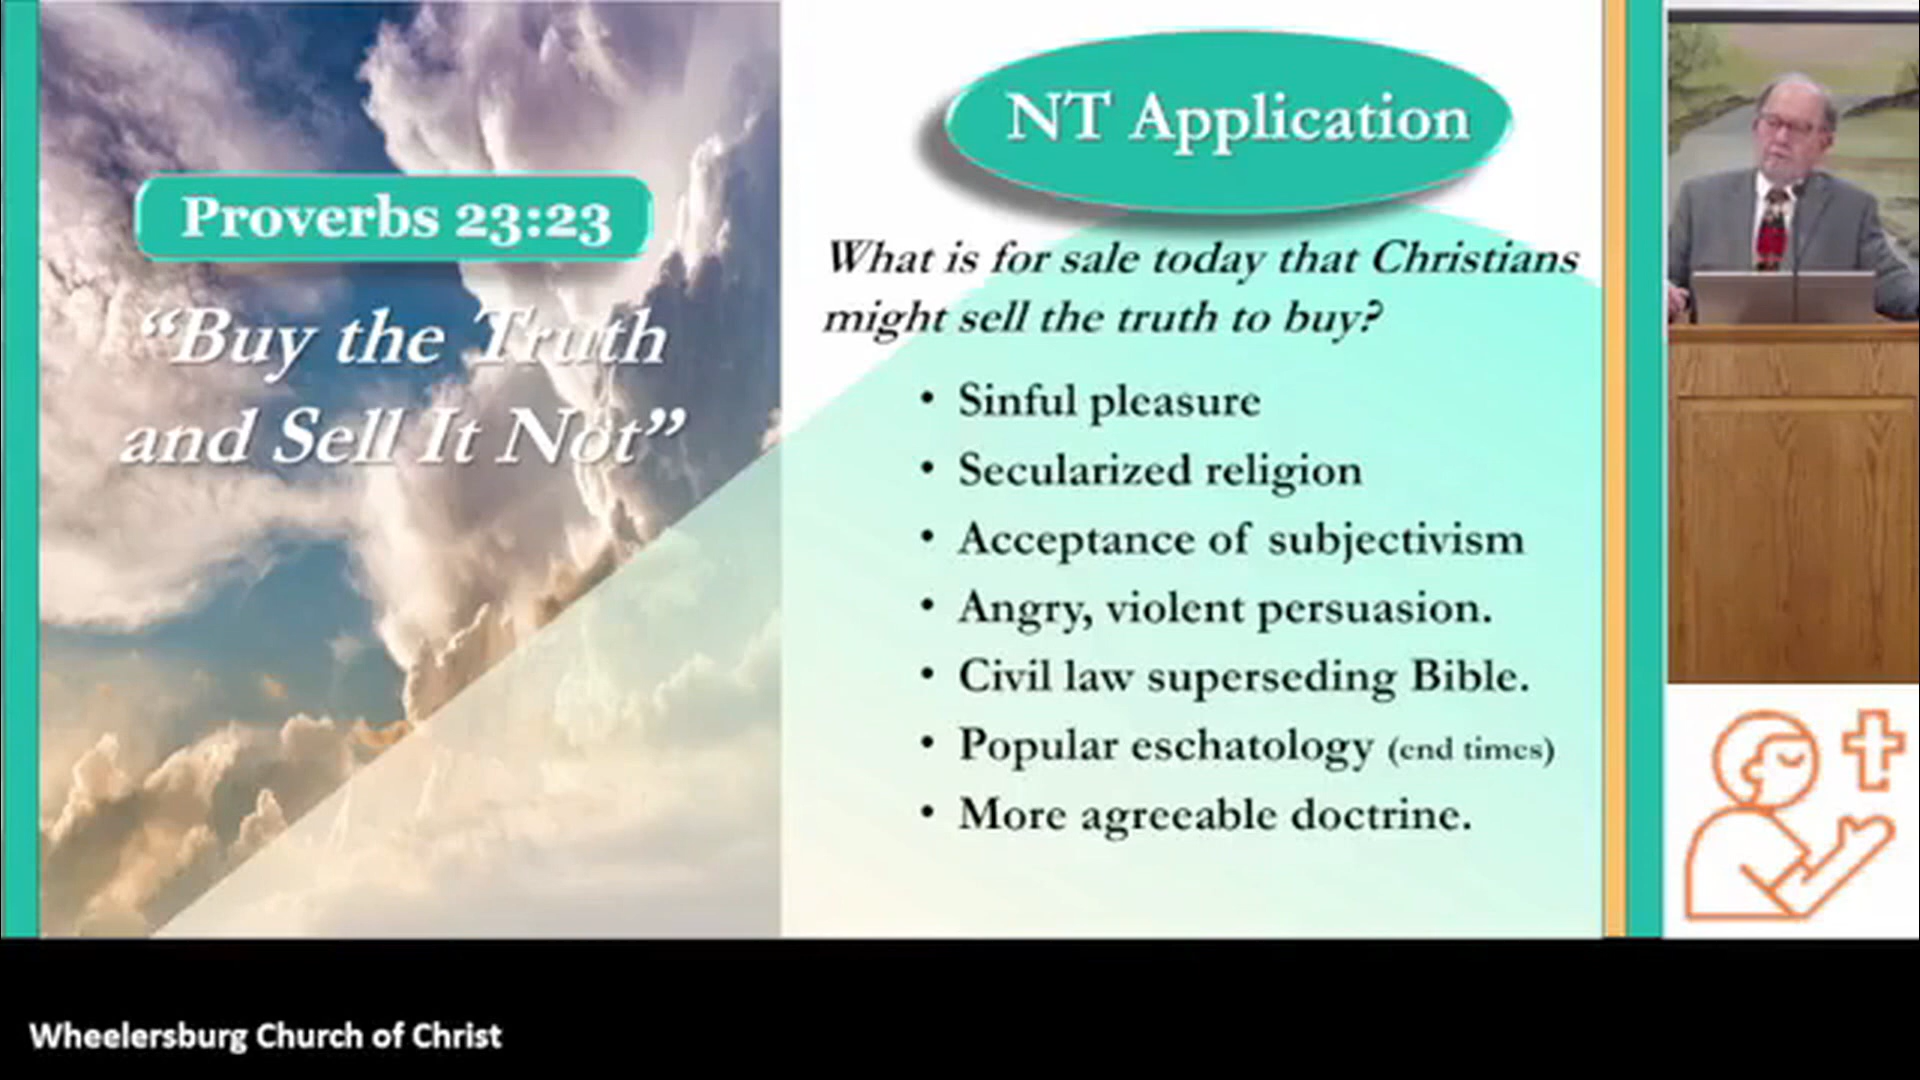 Proverbs 23:23
“Buy the Truth
and Sell It Not”
NT Application
What is for sale today that Christians
might sell the truth to buy?
• Sinful pleasure
• Secularized religion
• Acceptance of subjectivism
• Angry, violent persuasion.
• Civil law superseding Bible.
• Popular eschatology (end times)
• More agreeable doctrine.
Wheelersburg Church of Christ